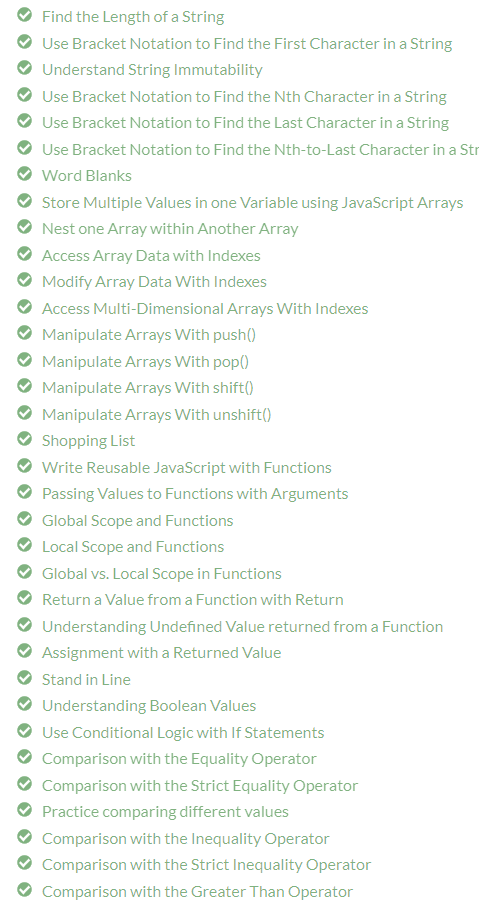 Find the Length of a String
Use Bracket Notation to Find the First Character in a String
Understand String Immutability
Use Bracket Notation to Find the Nth Character in a String
Use Bracket Notation to Find the Last Character in a String
Use Bracket Notation to Find the Nth-to-Last Character in a Str
Word Blanks
Store Multiple Values in one Variable using JavaScript Arrays
Nest one Array within Another Array
Access Array Data with Indexes
Modify Array Data With Indexes
Access Multi-Dimensional Arrays With Indexes
Manipulate Arrays With push()
Manipulate Arrays With pop()
Manipulate Arrays With shift()
Manipulate Arrays With unshift()
Shopping List
Write Reusable JavaScript with Functions
Passing Values to Functions with Arguments
Global Scope and Functions
Local Scope and Functions
Global vs. Local Scope in Functions
Return a Value from a Function with Return
Understanding Undefined Value returned from a Function
Assignment with a Returned Value
Stand in Line
Understanding Boolean Values
Use Conditional Logic with If Statements
Comparison with the Equality Operator
Comparison with the Strict Equality Operator
Practice comparing different values
Comparison with the Inequality Operator
Comparison with the Strict Inequality Operator
Comparison with the Greater Than Operator